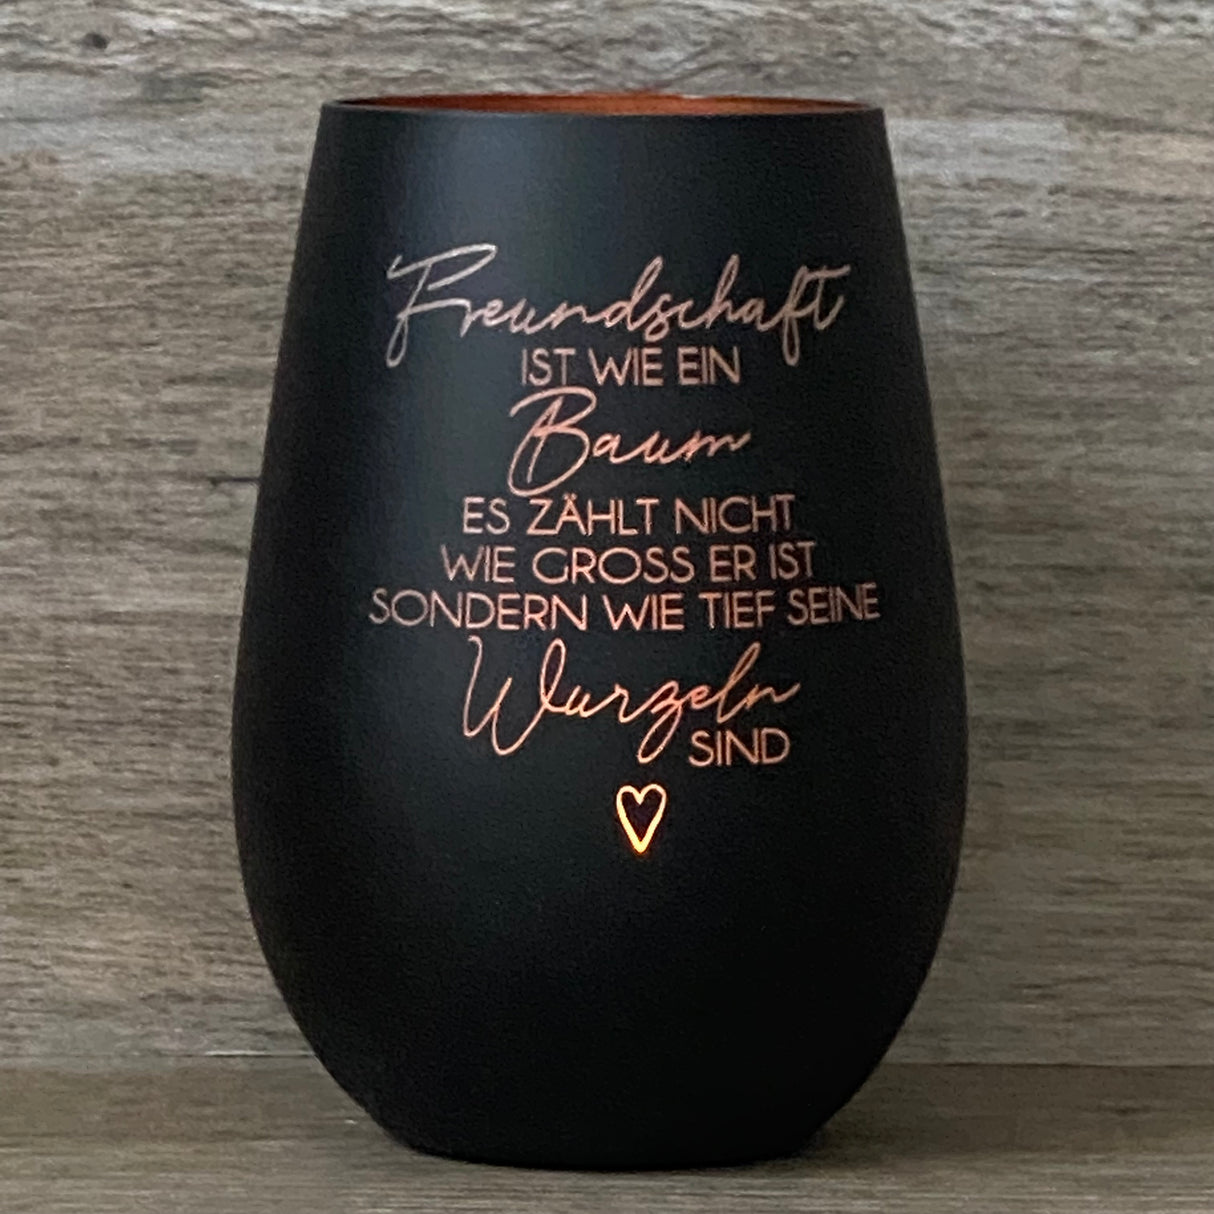 Freundschaft
IST WIE EIN
Baum
ES ZÄHLT NICHT
WIE GROSS ER IST
SONDERN WIE TIEF SEINE
Wurzeln
SIND